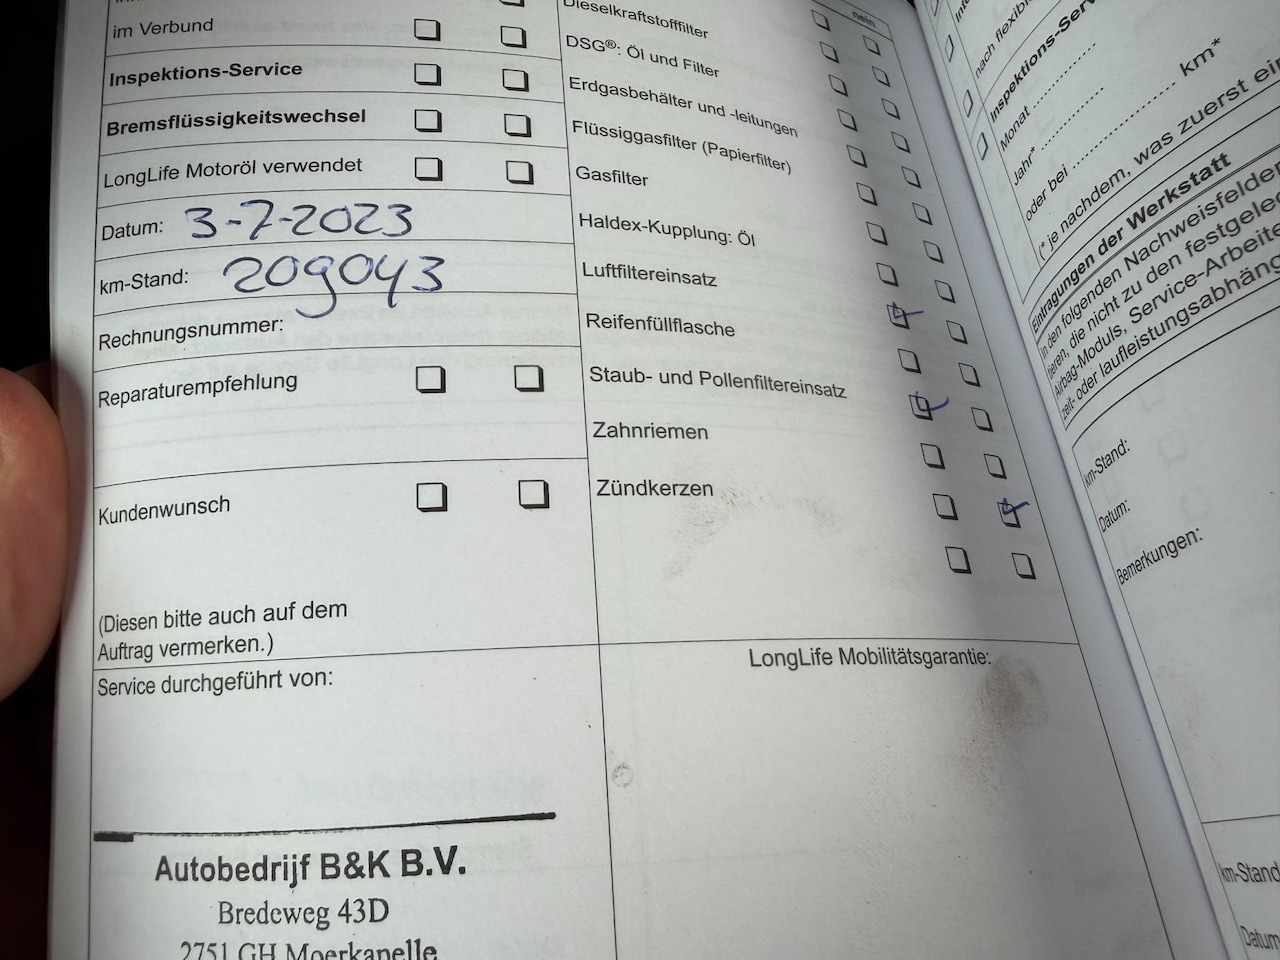 im Verbund
Inspektions-Service
Bremsflüssigkeitswechsel
LongLife Motoröl verwendet
Datum: 3-7-2023
km-Stand: 209043
Rechnungsnummer:
Reparaturempfehlung
Kundenwunsch
(Diesen bitte auch auf dem
Auftrag vermerken.)
Service durchgeführt von:
Autobedrijf B&K B.V.
Bredeweg 43D
2751 GH Moerkapelle
nein
Dieselkraftstofffilter
DSG®: Öl und Filter
Erdgasbehälter und -leitungen
Flüssiggasfilter (Papierfilter)
Gasfilter
Haldex-Kupplung: Öl
Luftfiltereinsatz
Reifenfüllflasche
Staub- und Pollenfiltereinsatz
Zahnriemen
Zündkerzen
LongLife Mobilitätsgarantie:
nach flexibl
Inspektions-Serv
Monat ..............
Jahr* ..............
oder bei .................... km*
(* je nachdem, was zuerst ein
Eintragungen der Werkstatt
In den folgenden Nachweisfelder
tieren, die nicht zu den festgeleg
Airbag-Moduls, Service-Arbeite
zeit- oder laufleistungsabhäng
km-Stand:
Datum:
Bemerkungen:
km-Stand
Datum